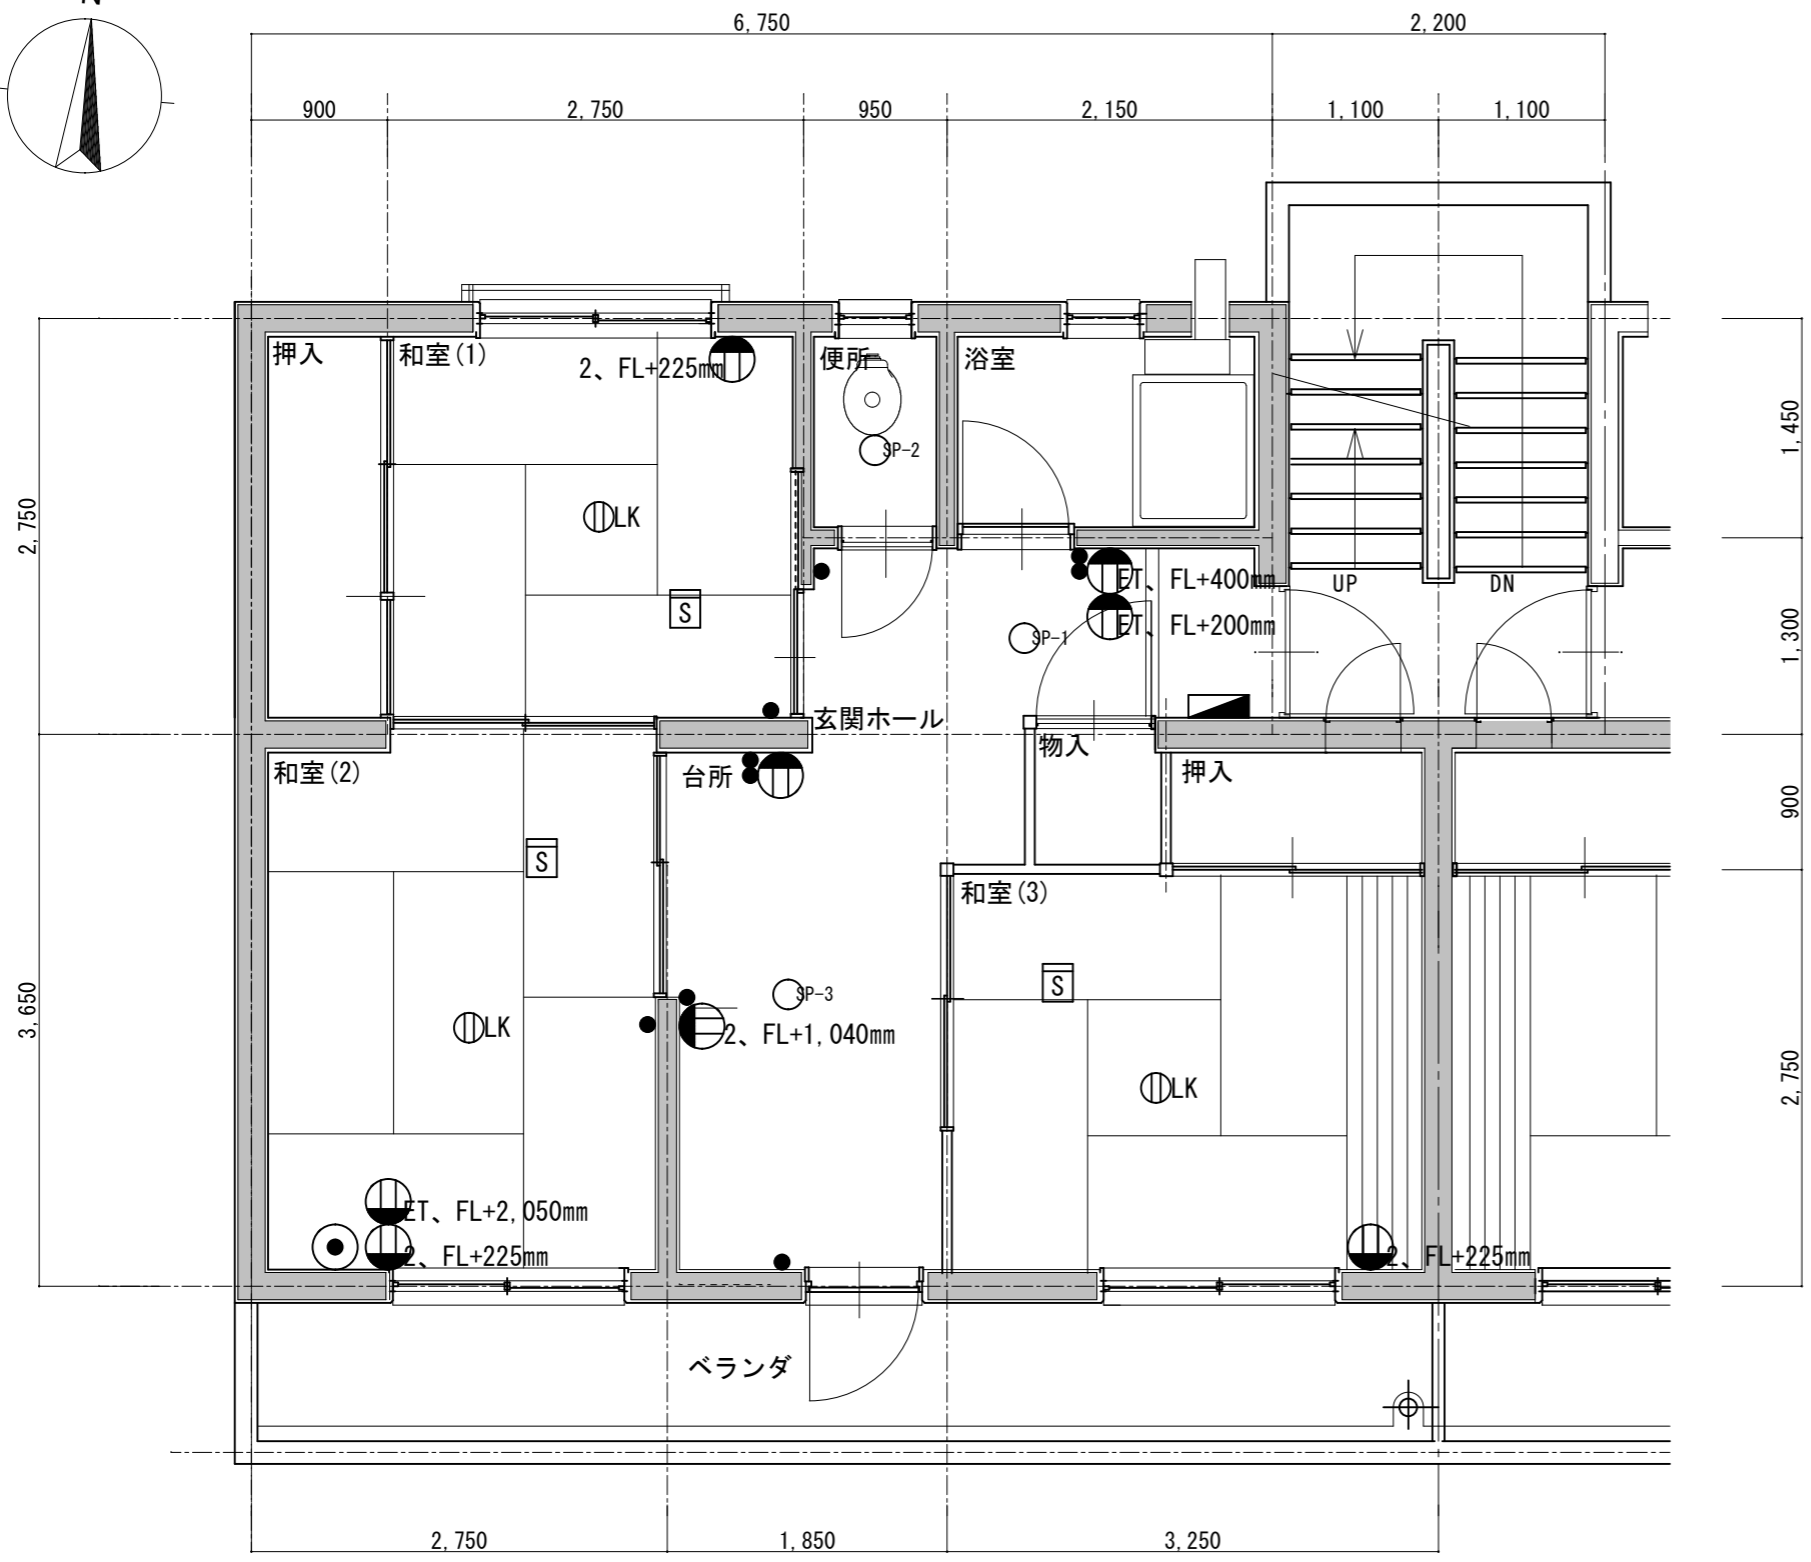 N
6,750
2,200
900
2,750
950
2,150
1,100
1,100
押入
和室(1)
2、FL+225mm
便所
浴室
SP-2
1,450
2,750
LK
ET、FL+400mm
UP
DN
S
ET、FL+200mm
SP-1
1,300
玄関ホール
物入
和室(2)
台所
押入
900
S
和室(3)
S
SP-3
3,650
LK
2、FL+1,040mm
LK
2,750
ET、FL+2,050mm
2、FL+225mm
2、FL+225mm
ベランダ
2,750
1,850
3,250